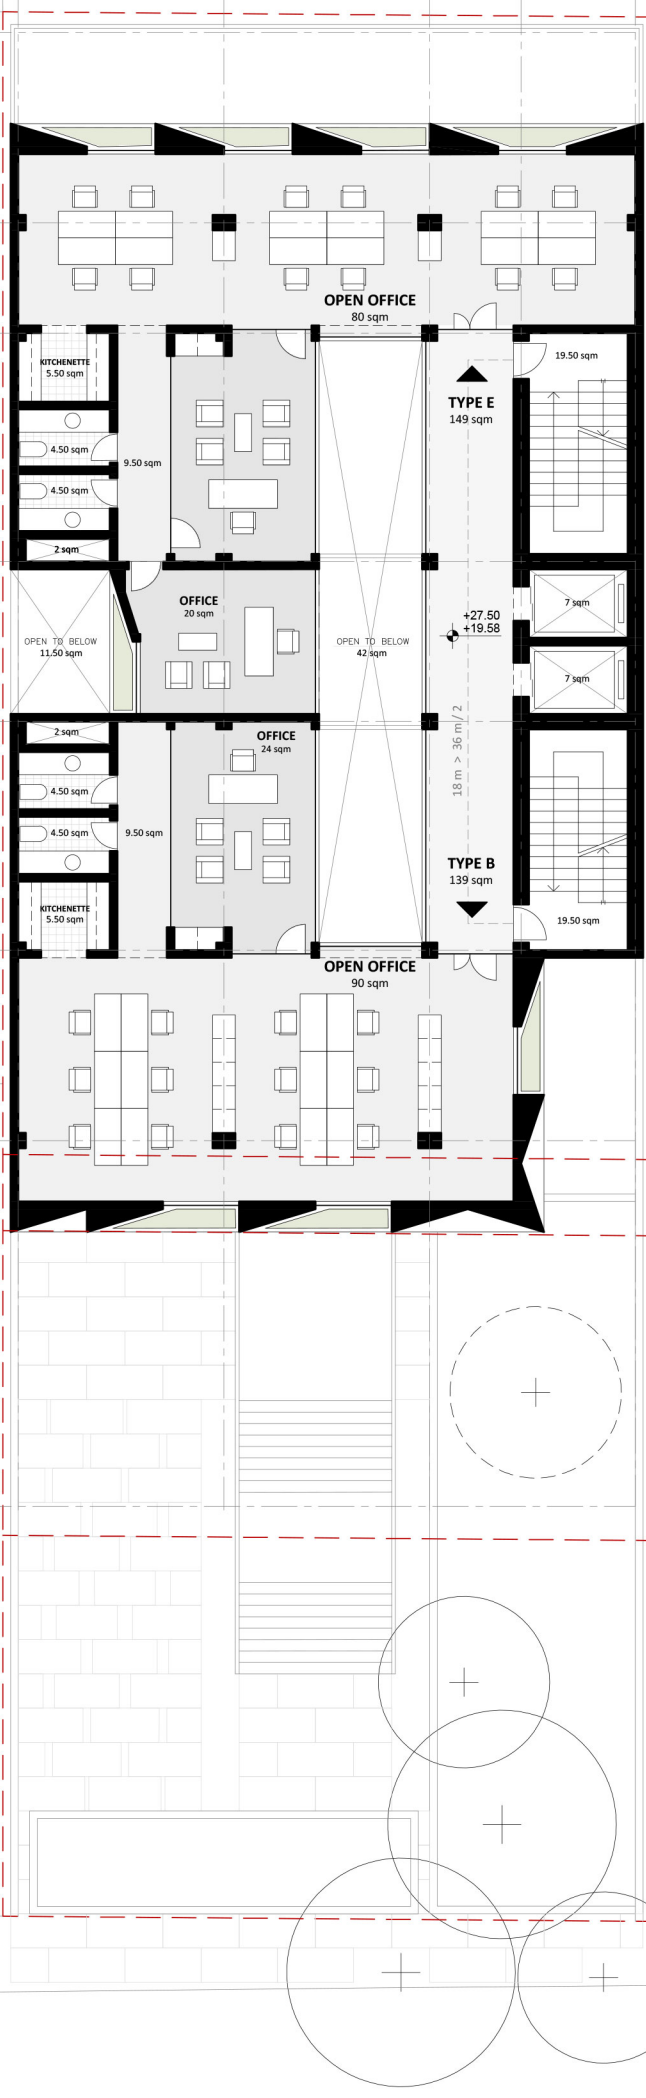 OPEN OFFICE
80 sqm
KITCHENETTE
5.50 sqm
19.50 sqm
TYPE E
149 sqm
4.50 sqm
9.50 sqm
4.50 sqm
2 sqm
OFFICE
20 sqm
7 sqm
+27.50
+19.58
OPEN TO BELOW
11.50 sqm
OPEN TO BELOW
42 sqm
7 sqm
18 m > 36 m / 2
2 sqm
OFFICE
24 sqm
4.50 sqm
4.50 sqm
9.50 sqm
TYPE B
139 sqm
KITCHENETTE
5.50 sqm
19.50 sqm
OPEN OFFICE
90 sqm